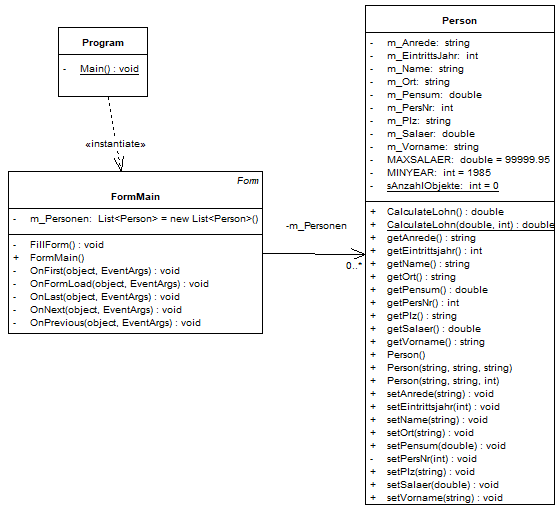 Program
- Main() : void
«instantiate»
Form
FormMain
- m_Personen: List<Person> = new List<Person>()
- FillForm() : void
+ FormMain()
- OnFirst(object, EventArgs) : void
- OnFormLoad(object, EventArgs) : void
- OnLast(object, EventArgs) : void
- OnNext(object, EventArgs) : void
- OnPrevious(object, EventArgs) : void
-m_Personen
0..*
Person
- m_Anrede: string
- m_EintrittsJahr: int
- m_Name: string
- m_Ort: string
- m_Pensum: double
- m_PersNr: int
- m_Plz: string
- m_Salaer: double
- m_Vorname: string
- MAXSALAER: double = 99999.95
- MINYEAR: int = 1985
- sAnzahlObjekte: int = 0
+ CalculateLohn() : double
+ CalculateLohn(double, int) : double
+ getAnrede() : string
+ getEintrittsjahr() : int
+ getName() : string
+ getOrt() : string
+ getPensum() : double
+ getPersNr() : int
+ getPlz() : string
+ getSalaer() : double
+ getVorname() : string
+ Person()
+ Person(string, string, string)
+ Person(string, string, int)
+ setAnrede(string) : void
+ setEintrittsjahr(int) : void
+ setName(string) : void
+ setOrt(string) : void
+ setPensum(double) : void
- setPersNr(int) : void
+ setPlz(string) : void
+ setSalaer(double) : void
+ setVorname(string) : void